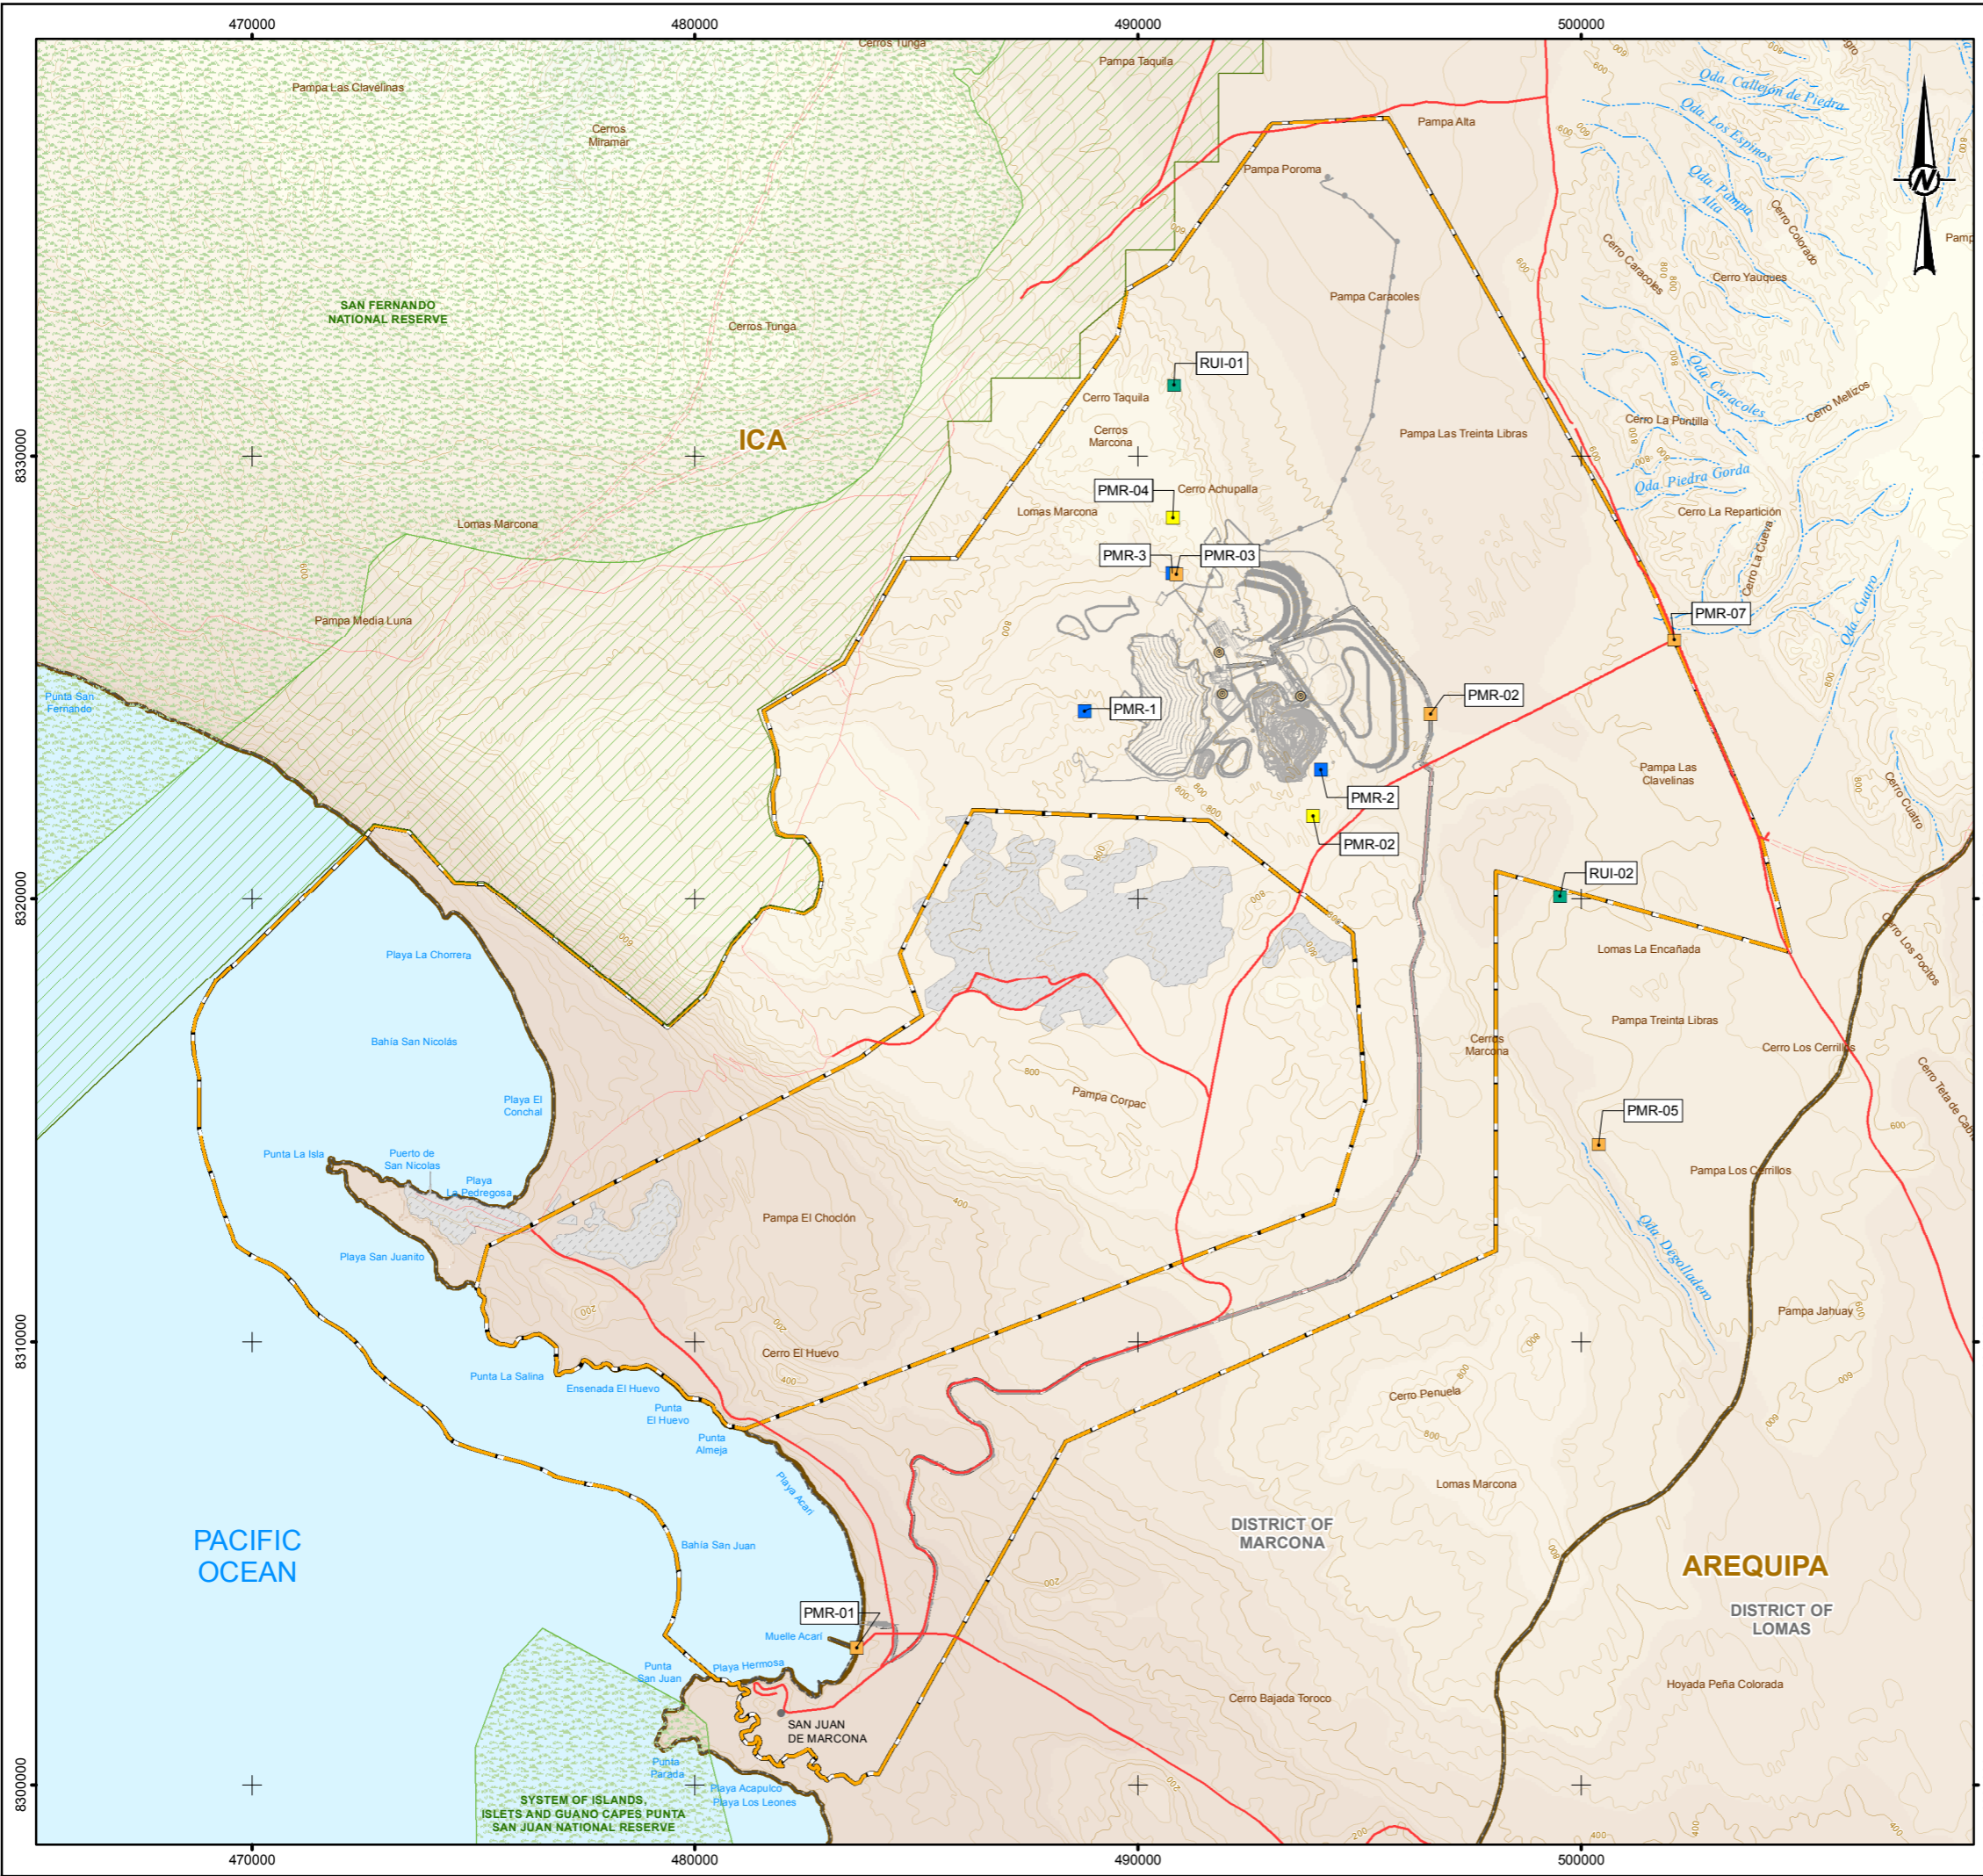 470000
480000
490000
500000
Cerros Tunga
Pampa Taquila
Pampa Las Clavelinas
Qda. Callejón de Piedra
Qda. Los Espinos
Pampa Alta
Cerros
Miramar
Pampa Poroma
Qda. Pampa
Alta
Cerro Colorado
Cerro Caracoles
Cerro Yauques
N
600
800
SAN FERNANDO
NATIONAL RESERVE
Cerros Tunga
Pampa Caracoles
RUI-01
Cerro Taquila
Qda. Caracoles
Cerro Mellizos
Cerro La Pontilla
ICA
Cerros
Marcona
Pampa Las Treinta Libras
8330000
Qda. Piedra Gorda
PMR-04
Cerro Achupalla
Lomas Marcona
Lomas Marcona
Cerro La Repartición
Cerro La Cueva
PMR-3
PMR-03
Qda. Cuatro
Pampa Media Luna
PMR-07
800
600
Punta San
Fernando
PMR-1
PMR-02
Pampa Las
Clavelinas
PMR-2
Cerro Cuatro
PMR-02
RUI-02
8320000
Lomas La Encañada
Cerro Los Pocitos
Playa La Chorrera
Pampa Treinta Libras
Bahía San Nicolás
Cerros
Marcona
Cerro Los Cerrillos
Cerro Teta de Cabr
800
Pampa Corpac
Playa El
Conchal
PMR-05
Punta La Isla
Puerto de
San Nicolas
Playa
La Pedregosa
Pampa Los Cerrillos
400
Pampa El Choclón
Qda. Degolladero
Playa San Juanito
Pampa Jahuay
200
8310000
Cerro El Huevo
400
Punta La Salina
Ensenada El Huevo
Cerro Penuela
Punta
El Huevo
Punta
Almeja
Playa Acarí
Lomas Marcona
PACIFIC
OCEAN
Bahía San Juan
DISTRICT OF
MARCONA
AREQUIPA
DISTRICT OF
LOMAS
PMR-01
Muelle Acarí
Playa Hermosa
Punta
San Juan
Hoyada Peña Colorada
Cerro Bajada Toroco
SAN JUAN
DE MARCONA
Punta
Parada
Playa Acapulco
Playa Los Leones
8300000
SYSTEM OF ISLANDS,
ISLETS AND GUANO CAPES PUNTA
SAN JUAN NATIONAL RESERVE
200
400
470000
480000
490000
500000